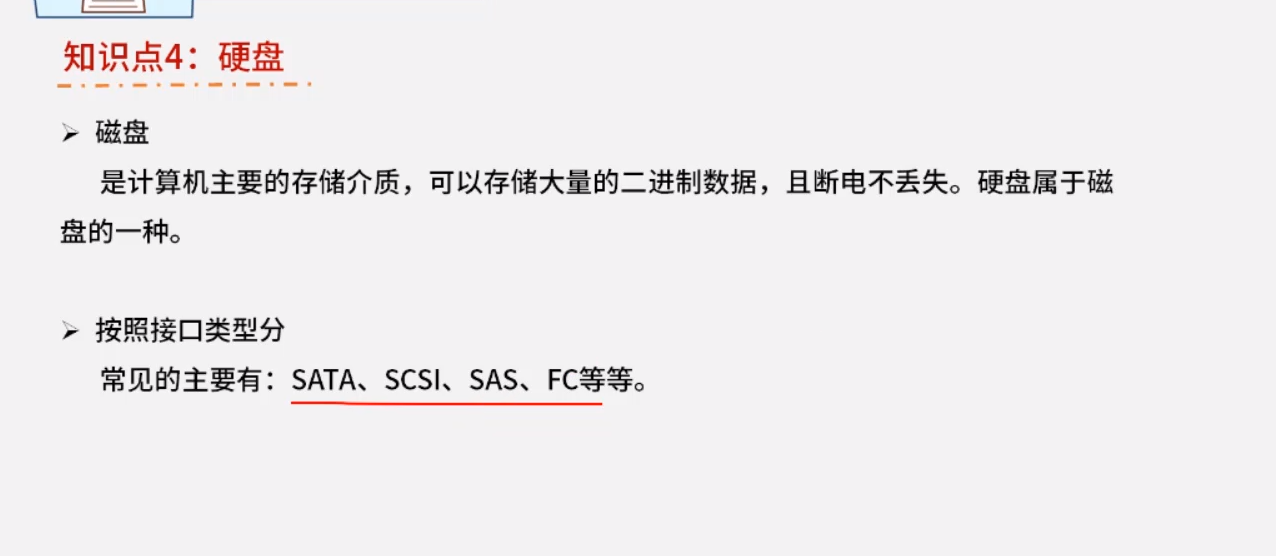 知识点4：硬盘
➢ 磁盘
是计算机主要的存储介质，可以存储大量的二进制数据，且断电不丢失。硬盘属于磁
盘的一种。
➢ 按照接口类型分
常见的主要有：SATA、SCSI、SAS、FC等等。